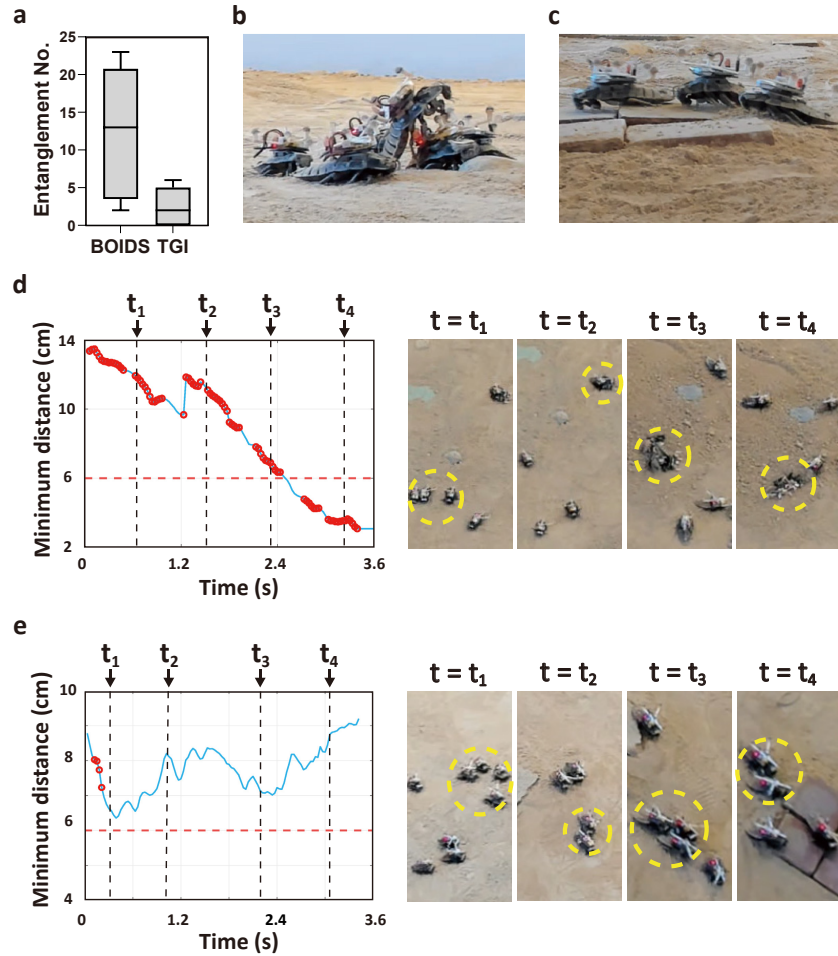 a
b
c
Entanglement No.
25
20
15
10
5
0
BOIDS TGI
d
t1 t2 t3 t4
Minimum distance (cm)
14
10
6
2
0 1.2 2.4 3.6
Time (s)
t = t1 t = t2 t = t3 t = t4
e
t1 t2 t3 t4
Minimum distance (cm)
10
8
6
4
0 1.2 2.4 3.6
Time (s)
t = t1 t = t2 t = t3 t = t4